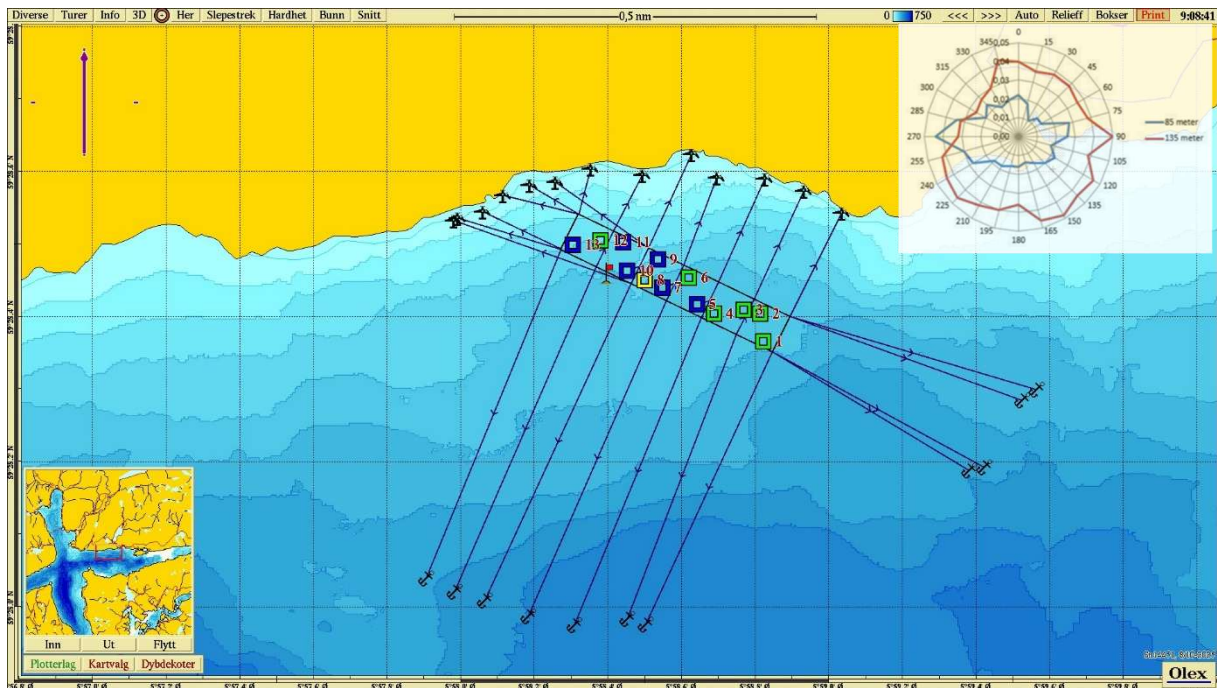 Diverse Turer Info 3D Her Slepestrek Hardhet Bunn Snitt 0,5 nm 0 750 <<< >>> Auto Relieff Bokser Print 9:08:41
345 0 15
330 30
315 45
300 60
285 75
270 90
255 105
240 120
225 135
210 150
195 180 165
0,05
0,04
0,03
0,02
0,01
0,00
85 meter
135 meter
13 12 11
9
10 8 7 6
5 4 3 2
1
Inn Ut Flytt
Plotterlag Kartvalg Dybdekoter
Olex